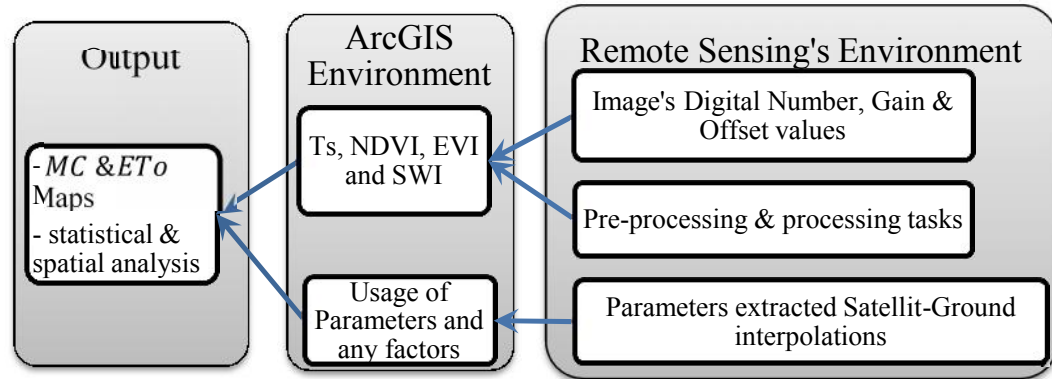 Output
- MC &ETo
Maps
- statistical &
spatial analysis
ArcGIS
Environment
Ts, NDVI, EVI
and SWI
Usage of
Parameters and
any factors
Remote Sensing's Environment
Image's Digital Number, Gain &
Offset values
Pre-processing & processing tasks
Parameters extracted Satellit-Ground
interpolations